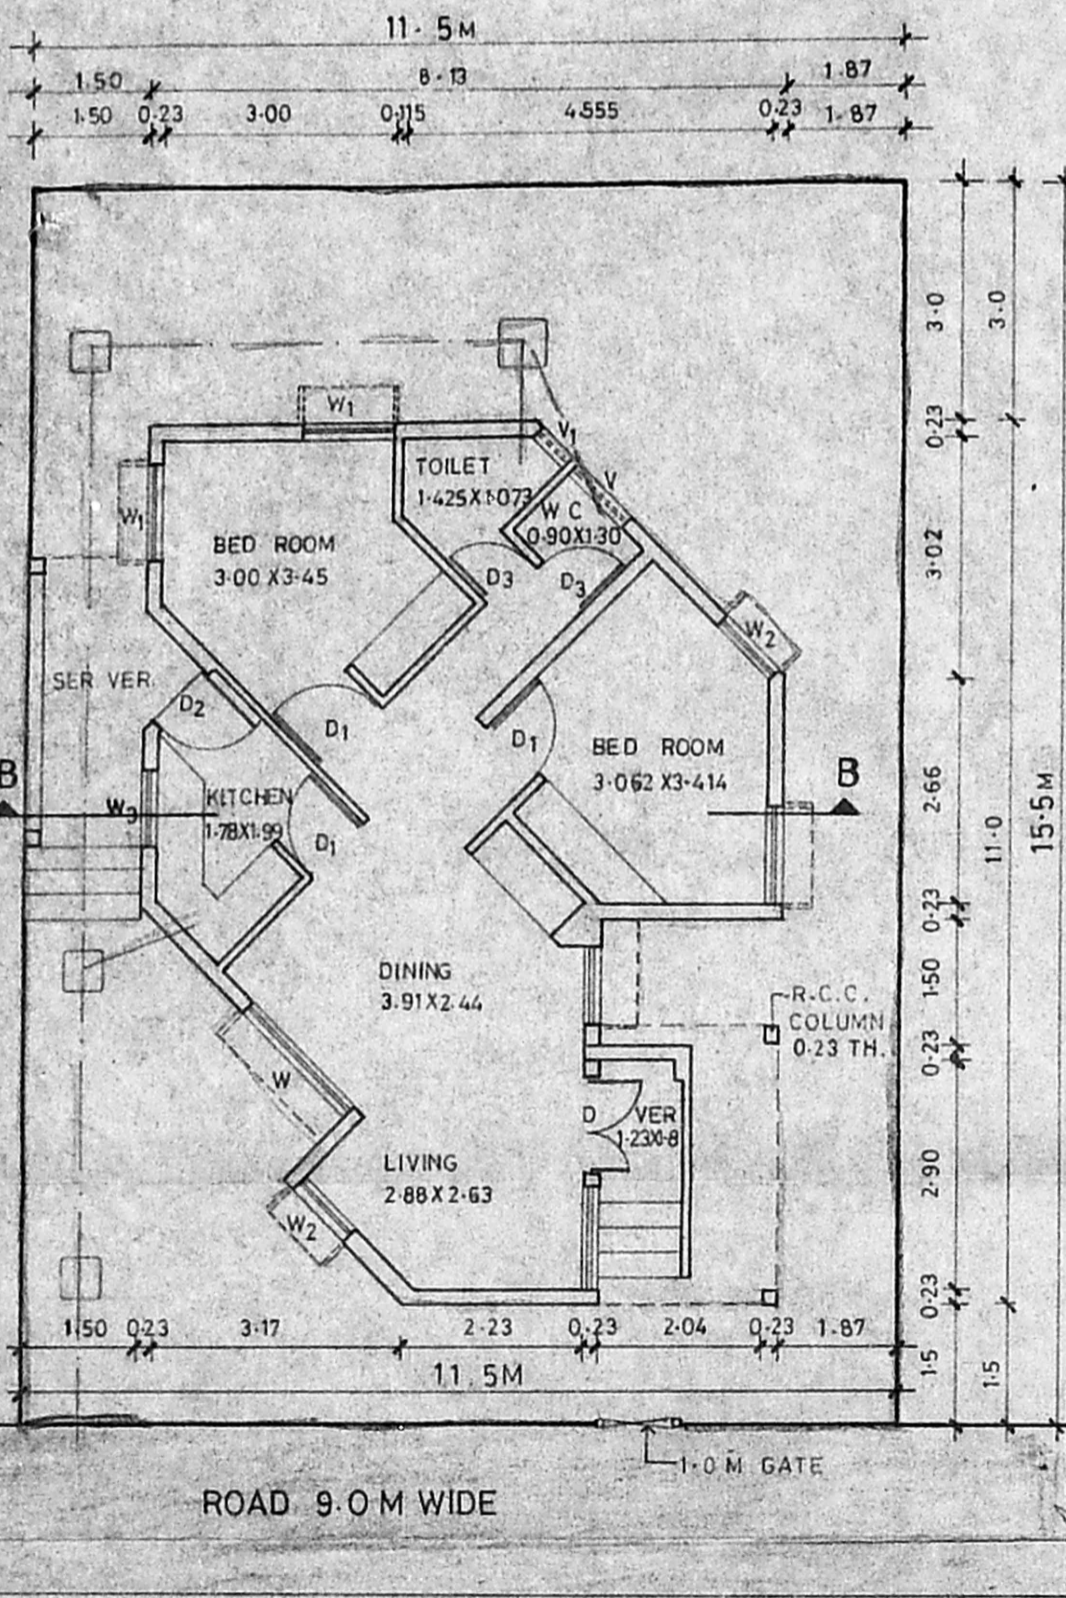 11.5M
1.50
8.13
1.87
1.50 0.23 3.00 0.115 4.555 0.23 1.87
3.0
3.0
W1
0.23
V1
TOILET
1.425X1.073
V
W C
0.90X1.30
W1
BED ROOM
3.00 X3.45
3.02
D3
D3
W2
SER VER.
D2
D1
D1
BED ROOM
3.062 X3.414
B
B
2.66
15.5M
KITCHEN
1.78X1.99
W3
D1
11.0
0.23
DINING
3.91X2.44
1.50
R.C.C.
COLUMN
0.23 TH.
0.23
W
D
VER
1.23X1.8
LIVING
2.88X2.63
2.90
W2
0.23
1.50 0.23 3.17 2.23 0.23 2.04 0.23 1.87
11.5M
1.5
1.5
1.0 M GATE
ROAD 9.0 M WIDE